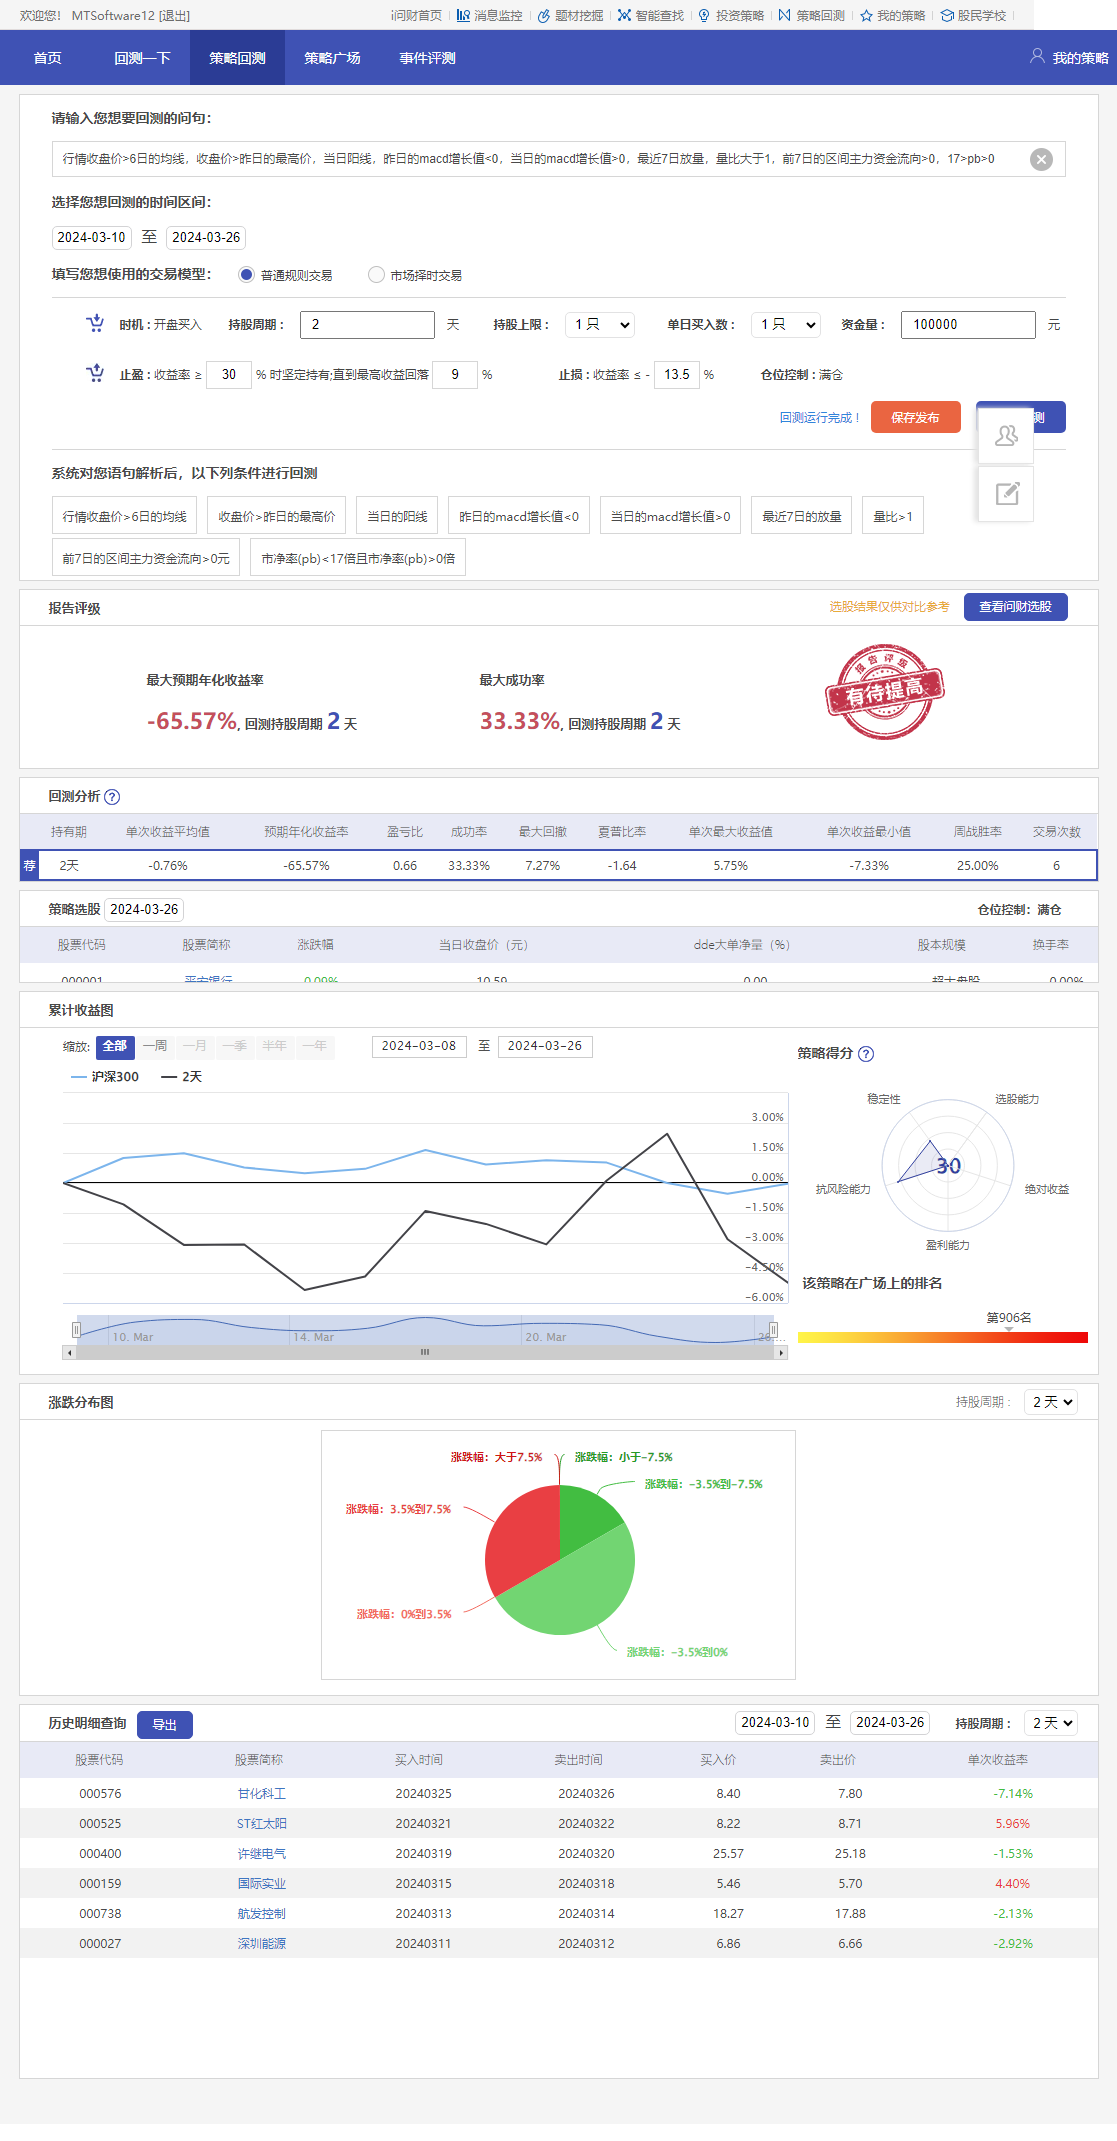 欢迎您! MTSoftware12 [退出]
i问财首页 消息监控 题材挖掘 智能查找 投资策略 策略回测 我的策略 股民学校
首页 回测一下 策略回测 策略广场 事件评测 我的策略
请输入您想要回测的问句:
行情收盘价>6日的均线，收盘价>昨日的最高价，当日阳线，昨日的macd增长值<0，当日的macd增长值>0，最近7日放量，量比大于1，前7日的区间主力资金流向>0，17>pb>0
选择您想回测的时间区间:
2024-03-10 至 2024-03-26
填写您想使用的交易模型: 普通规则交易 市场择时交易
时机 : 开盘买入 持股周期 : 2 天 持股上限 : 1 只 单日买入数 : 1 只 资金量 : 100000 元
止盈 : 收益率 ≥ 30 % 时坚定持有;直到最高收益回落 9 % 止损 : 收益率 ≤ - 13.5 % 仓位控制 : 满仓
回测运行完成 ! 保存发布 测
系统对您语句解析后，以下列条件进行回测
行情收盘价>6日的均线 收盘价>昨日的最高价 当日的阳线 昨日的macd增长值<0 当日的macd增长值>0 最近7日的放量 量比>1
前7日的区间主力资金流向>0元 市净率(pb)<17倍且市净率(pb)>0倍
报告评级 选股结果仅供对比参考 查看问财选股
最大预期年化收益率 最大成功率
报告评级
有待提高
-65.57%, 回测持股周期 2 天 33.33%, 回测持股周期 2 天
回测分析 ?
持有期 单次收益平均值 预期年化收益率 盈亏比 成功率 最大回撤 夏普比率 单次最大收益值 单次收益最小值 周战胜率 交易次数
荐 2天 -0.76% -65.57% 0.66 33.33% 7.27% -1.64 5.75% -7.33% 25.00% 6
策略选股 2024-03-26 仓位控制: 满仓
股票代码 股票简称 涨跌幅 当日收盘价（元） dde大单净量（%） 股本规模 换手率
000001 平安银行 0.09% 10.59 0.00 超大盘股 0.00%
累计收益图
缩放: 全部 一周 一月 一季 半年 一年 2024-03-08 至 2024-03-26
沪深300 2天
3.00%
1.50%
0.00%
-1.50%
-3.00%
-4.50%
-6.00%
10. Mar 14. Mar 20. Mar 26. ...
策略得分 ?
稳定性 选股能力
30
抗风险能力 绝对收益
盈利能力
该策略在广场上的排名
第906名
涨跌分布图 持股周期 : 2 天
涨跌幅: 大于7.5% 涨跌幅: 小于-7.5%
涨跌幅: -3.5%到-7.5%
涨跌幅: 3.5%到7.5%
涨跌幅: 0%到3.5%
涨跌幅: -3.5%到0%
历史明细查询 导出 2024-03-10 至 2024-03-26 持股周期 : 2 天
股票代码 股票简称 买入时间 卖出时间 买入价 卖出价 单次收益率
000576 甘化科工 20240325 20240326 8.40 7.80 -7.14%
000525 ST红太阳 20240321 20240322 8.22 8.71 5.96%
000400 许继电气 20240319 20240320 25.57 25.18 -1.53%
000159 国际实业 20240315 20240318 5.46 5.70 4.40%
000738 航发控制 20240313 20240314 18.27 17.88 -2.13%
000027 深圳能源 20240311 20240312 6.86 6.66 -2.92%